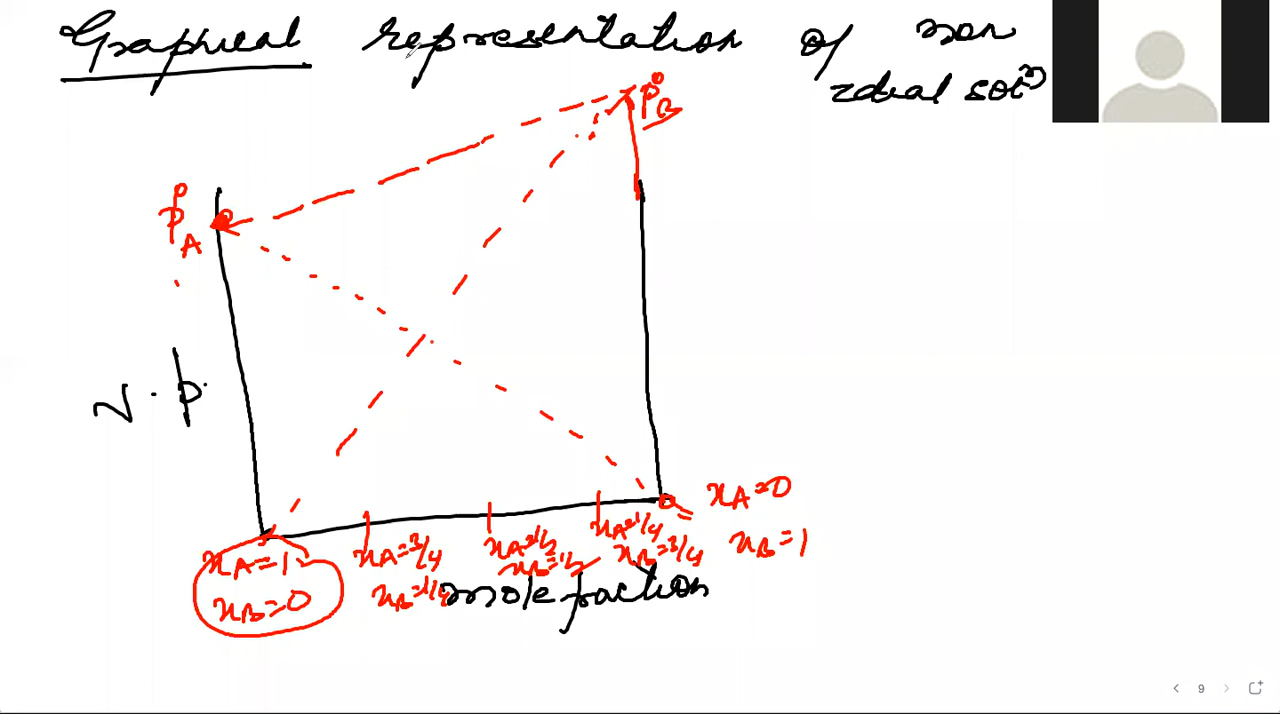 Graphical representation of non
ideal solⁿ
p°B
p°A
V.p.
xA=1
xB=0
xA=3/4
xB=1/4
xA=1/2
xB=1/2
xA=1/4
xB=3/4
xA=0
xB=1
mole fraction
9